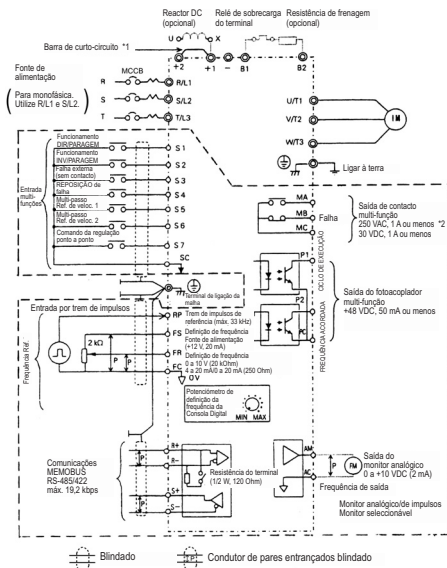 Reactor DC
(opcional)
Relé de sobrecarga
do terminal
Resistência de frenagem
(opcional)
U X
Barra de curto-circuito *1
+2 +1 − B1 B2
Fonte de
alimentação
MCCB
R R/L1
S S/L2
T T/L3
Para monofásica.
Utilize R/L1 e S/L2.
U/T1
V/T2
W/T3
IM
Ligar à terra
Entrada
multi-
funções
Funcionamento
DIR/PARAGEM
S1
Funcionamento
INV/PARAGEM
S2
Falha externa
(sem contacto)
S3
REPOSIÇÃO de
falha
S4
Multi-passo
Ref. de veloc. 1
S5
Multi-passo
Ref. de veloc. 2
S6
Comando da regulação
ponto a ponto
S7
SC
MA
MB
MC
Falha
Saída de contacto
multi-função
250 VAC, 1 A ou menos *2
30 VDC, 1 A ou menos
P1
CICLO DE EXECUÇÃO
P2
PC
FREQUÊNCIA ACORDADA
Saída do fotoacoplador
multi-função
+48 VDC, 50 mA ou menos
Terminal de ligação da
malha
Entrada por trem de impulsos
Frequência Ref.
2 kΩ
P
P
RP
Trem de impulsos de
referência (máx. 33 kHz)
FS
Definição de frequência
Fonte de alimentação
(+12 V, 20 mA)
FR
Definição de frequência
0 a 10 V (20 kOhm)
FC
4 a 20 mA/0 a 20 mA (250 Ohm)
0V
Potenciómetro de
definição da
frequência da
Consola Digital
MIN MAX
Comunicações
MEMOBUS
RS-485/422
máx. 19,2 kbps
P
P
R+
R−
S+
S−
Resistência do terminal
(1/2 W, 120 Ohm)
AM
AC
P
FM
Saída do
monitor analógico
0 a +10 VDC (2 mA)
Frequência de saída
Monitor analógico/de impulsos
Monitor seleccionável
Blindado
P
Condutor de pares entrançados blindado